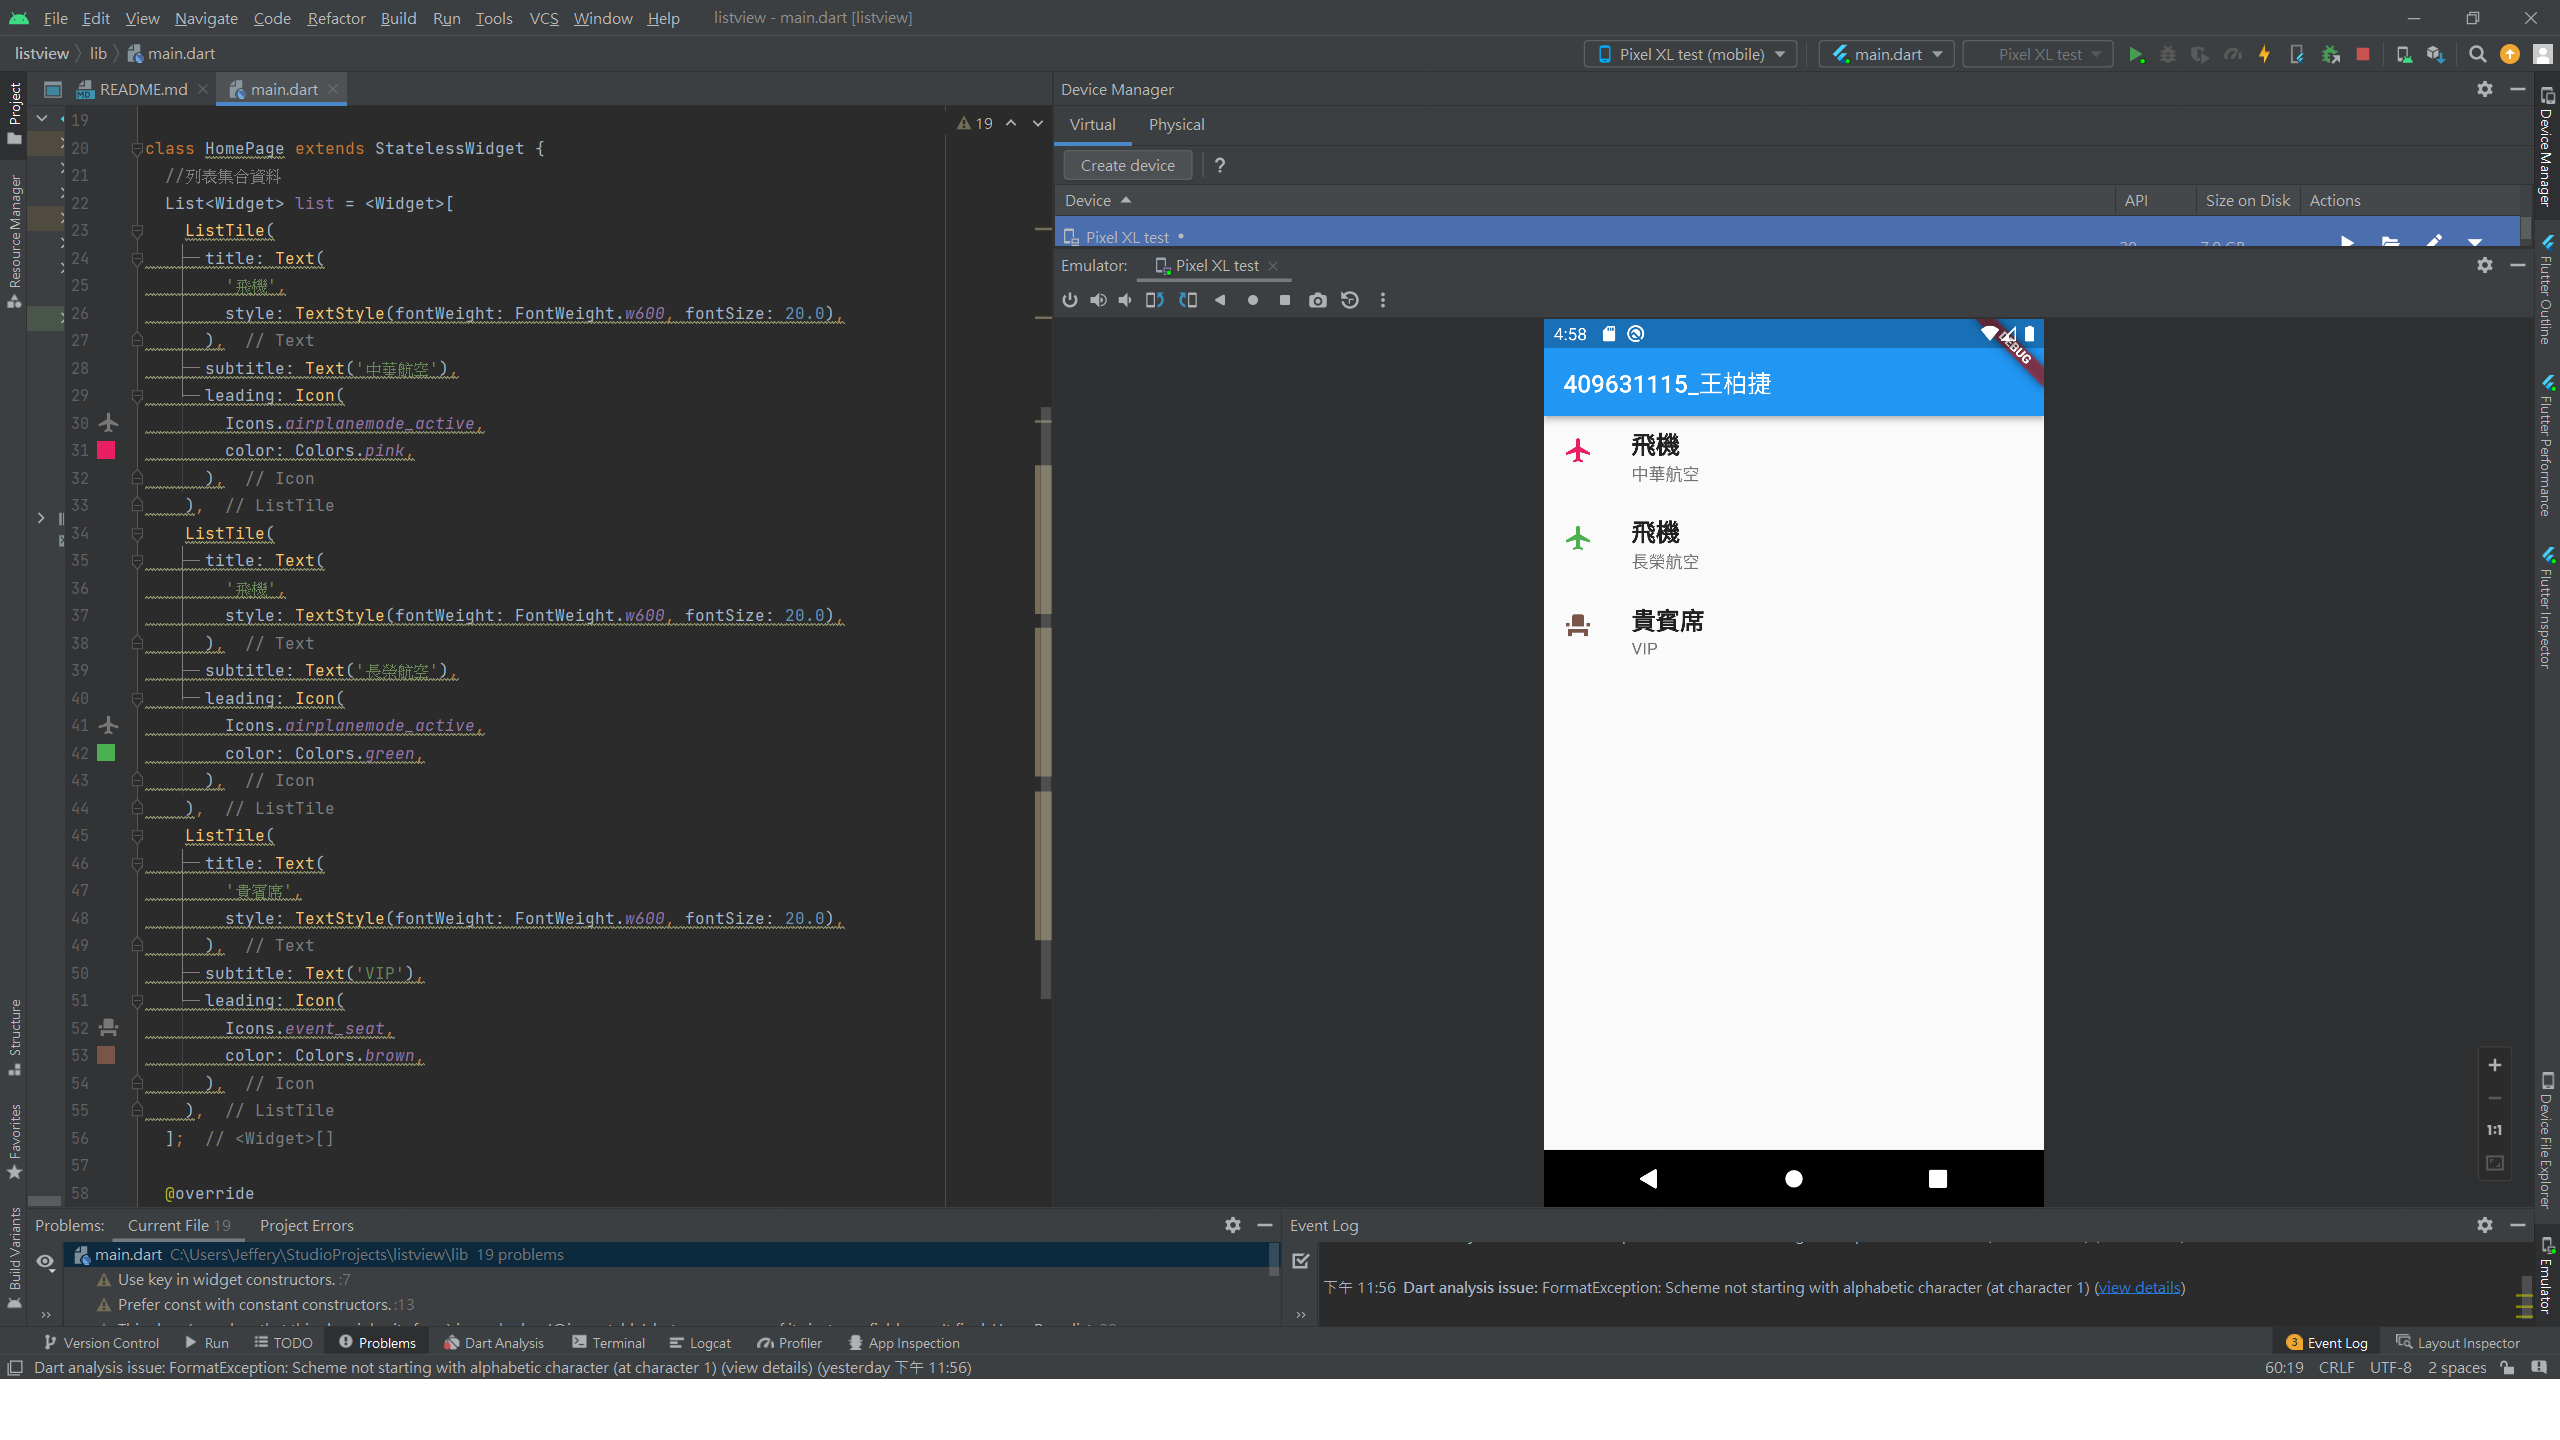 File Edit View Navigate Code Refactor Build Run Tools VCS Window Help listview - main.dart [listview]
listview lib main.dart Pixel XL test (mobile) main.dart Pixel XL test
Project
Resource Manager
Structure
Favorites
Build Variants
README.md main.dart
19
20 class HomePage extends StatelessWidget {
21 //列表集合資料
22 List<Widget> list = <Widget>[
23 ListTile(
24 title: Text(
25 '飛機',
26 style: TextStyle(fontWeight: FontWeight.w600, fontSize: 20.0),
27 ), // Text
28 subtitle: Text('中華航空'),
29 leading: Icon(
30 Icons.airplanemode_active,
31 color: Colors.pink,
32 ), // Icon
33 ), // ListTile
34 ListTile(
35 title: Text(
36 '飛機',
37 style: TextStyle(fontWeight: FontWeight.w600, fontSize: 20.0),
38 ), // Text
39 subtitle: Text('長榮航空'),
40 leading: Icon(
41 Icons.airplanemode_active,
42 color: Colors.green,
43 ), // Icon
44 ), // ListTile
45 ListTile(
46 title: Text(
47 '貴賓席',
48 style: TextStyle(fontWeight: FontWeight.w600, fontSize: 20.0),
49 ), // Text
50 subtitle: Text('VIP'),
51 leading: Icon(
52 Icons.event_seat,
53 color: Colors.brown,
54 ), // Icon
55 ), // ListTile
56 ]; // <Widget>[]
57
58 @override
19
Device Manager
Virtual Physical
Create device ?
Device API Size on Disk Actions
Pixel XL test
Emulator: Pixel XL test
4:58
DEBUG
409631115_王柏捷
飛機
中華航空
飛機
長榮航空
貴賓席
VIP
1:1
Device Manager
Flutter Outline
Flutter Performance
Flutter Inspector
Device File Explorer
Emulator
Problems: Current File 19 Project Errors
main.dart C:\Users\Jeffery\StudioProjects\listview\lib 19 problems
Use key in widget constructors. :7
Prefer const with constant constructors. :13
Event Log
下午 11:56 Dart analysis issue: FormatException: Scheme not starting with alphabetic character (at character 1) (view details)
Version Control Run TODO Problems Dart Analysis Terminal Logcat Profiler App Inspection 3 Event Log Layout Inspector
Dart analysis issue: FormatException: Scheme not starting with alphabetic character (at character 1) (view details) (yesterday 下午 11:56) 60:19 CRLF UTF-8 2 spaces